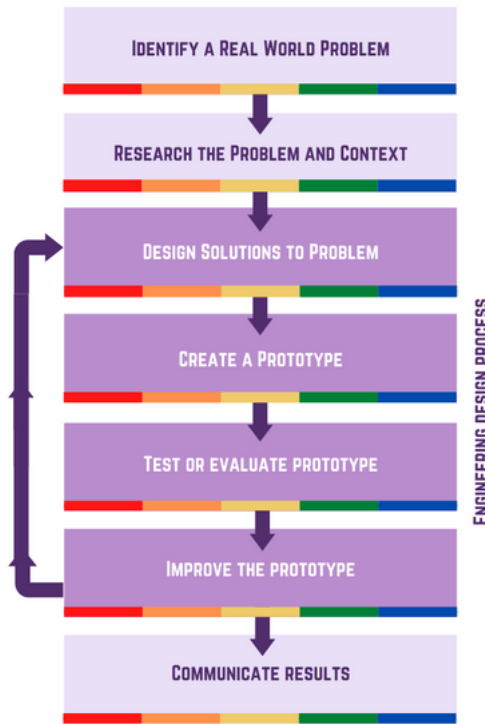 Identify a Real World Problem
Research the Problem and Context
Design Solutions to Problem
Create a Prototype
Test or evaluate prototype
Improve the prototype
Communicate results
Engineering design process